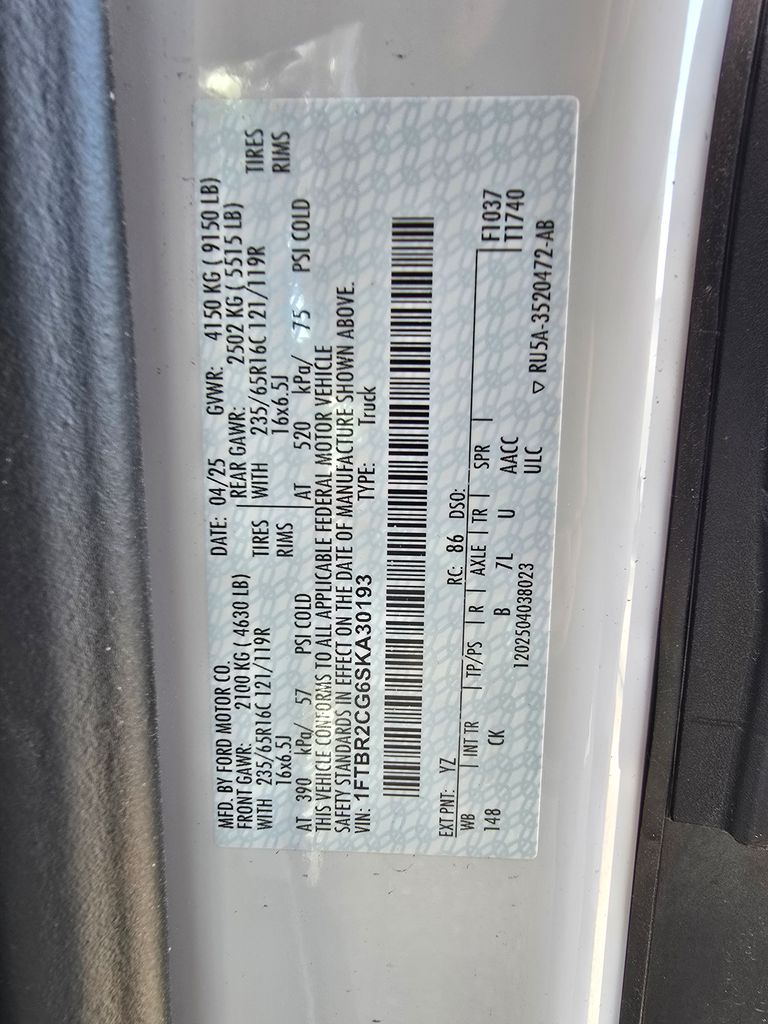 MFD. BY FORD MOTOR CO. DATE: 04/25 GVWR: 4150 KG ( 9150 LB)
FRONT GAWR: 2100 KG ( 4630 LB) REAR GAWR: 2502 KG ( 5515 LB)
WITH 235/65R16C 121/119R TIRES WITH 235/65R16C 121/119R TIRES
16x6.5J RIMS 16x6.5J RIMS
AT 390 kPa/ 57 PSI COLD AT 520 kPa/ 75 PSI COLD
THIS VEHICLE CONFORMS TO ALL APPLICABLE FEDERAL MOTOR VEHICLE
SAFETY STANDARDS IN EFFECT ON THE DATE OF MANUFACTURE SHOWN ABOVE.
VIN: 1FTBR2CG6SKA30193 TYPE: Truck
EXT PNT: YZ RC: 86 DSO:
WB INT TR TP/PS R AXLE TR SPR F1037
148 CK B 7L U AACC T1740
1202504038023 ULC
▽ RU5A-3520472-AB